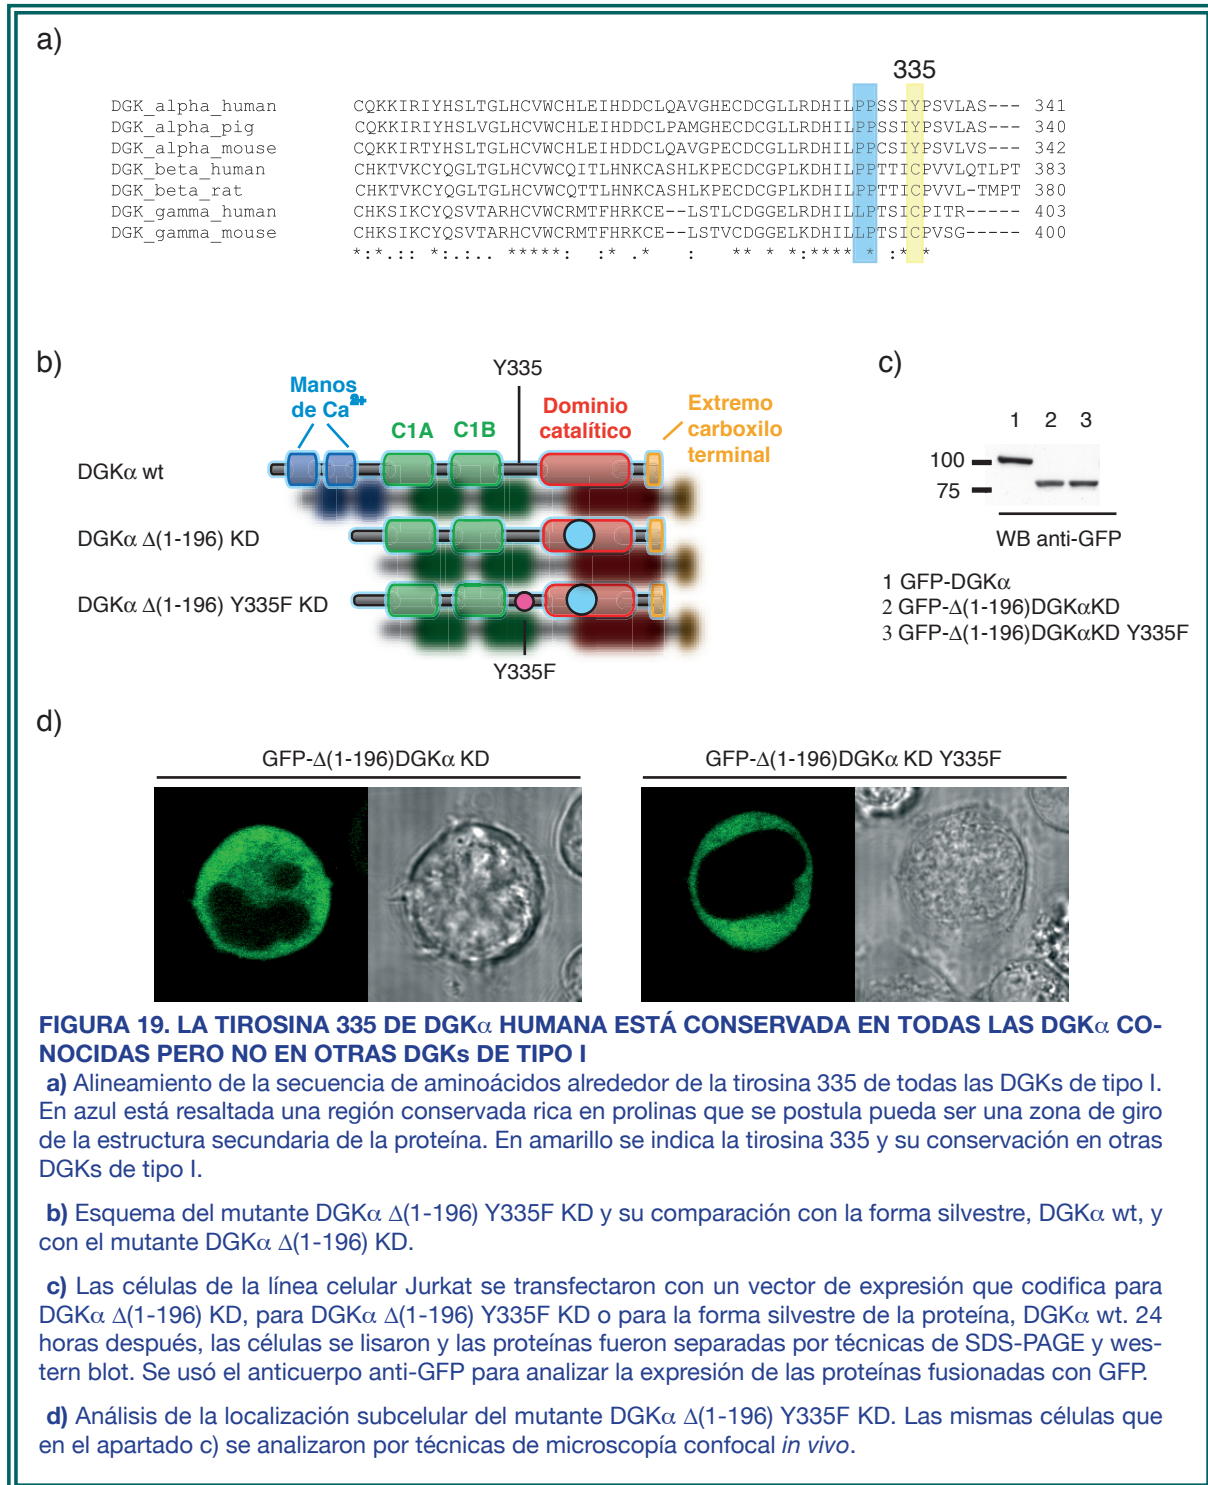 a)
335
DGK_alpha_human CQKKIRIYHSLTGLHCVWCHLEIHDDCLQAVGHECDCGLLRDHILPPSSIYPSVLAS--- 341
DGK_alpha_pig CQKKIRIYHSLVGLHCVWCHLEIHDDCLPAMGHECDCGLLRDHILPPSSIYPSVLAS--- 340
DGK_alpha_mouse CQKKIRTYHSLTGLHCVWCHLEIHDDCLQAVGPECDCGLLRDHILPPCSIYPSVLVS--- 342
DGK_beta_human CHKTVKCYQGLTGLHCVWCQITLHNKCASHLKPECDCGPLKDHILPPTTICPVVLQTLPT 383
DGK_beta_rat CHKTVKCYQGLTGLHCVWCQTTLHNKCASHLKPECDCGPLKDHILPPTTICPVVL-TMPT 380
DGK_gamma_human CHKSIKCYQSVTARHCVWCRMTFHRKCE--LSTLCDGGELRDHILLPTSICPITR----- 403
DGK_gamma_mouse CHKSIKCYQSVTARHCVWCRMTFHRKCE--LSTVCDGGELKDHILLPTSICPVSG----- 400
*:*.:: *:.:.. *****: :* .* : ** * *:**** * :* *
b)
Y335
Manos
de Ca2+
C1A C1B
Dominio
catalítico
Extremo
carboxilo
terminal
DGKα wt
DGKα Δ(1-196) KD
DGKα Δ(1-196) Y335F KD
Y335F
c)
1 2 3
100
75
WB anti-GFP
1 GFP-DGKα
2 GFP-Δ(1-196)DGKαKD
3 GFP-Δ(1-196)DGKαKD Y335F
d)
GFP-Δ(1-196)DGKα KD
GFP-Δ(1-196)DGKα KD Y335F
FIGURA 19. LA TIROSINA 335 DE DGKα HUMANA ESTÁ CONSERVADA EN TODAS LAS DGKα CO-
NOCIDAS PERO NO EN OTRAS DGKs DE TIPO I
a) Alineamiento de la secuencia de aminoácidos alrededor de la tirosina 335 de todas las DGKs de tipo I.
En azul está resaltada una región conservada rica en prolinas que se postula pueda ser una zona de giro
de la estructura secundaria de la proteína. En amarillo se indica la tirosina 335 y su conservación en otras
DGKs de tipo I.
b) Esquema del mutante DGKα Δ(1-196) Y335F KD y su comparación con la forma silvestre, DGKα wt, y
con el mutante DGKα Δ(1-196) KD.
c) Las células de la línea celular Jurkat se transfectaron con un vector de expresión que codifica para
DGKα Δ(1-196) KD, para DGKα Δ(1-196) Y335F KD o para la forma silvestre de la proteína, DGKα wt. 24
horas después, las células se lisaron y las proteínas fueron separadas por técnicas de SDS-PAGE y wes-
tern blot. Se usó el anticuerpo anti-GFP para analizar la expresión de las proteínas fusionadas con GFP.
d) Análisis de la localización subcelular del mutante DGKα Δ(1-196) Y335F KD. Las mismas células que
en el apartado c) se analizaron por técnicas de microscopía confocal in vivo.